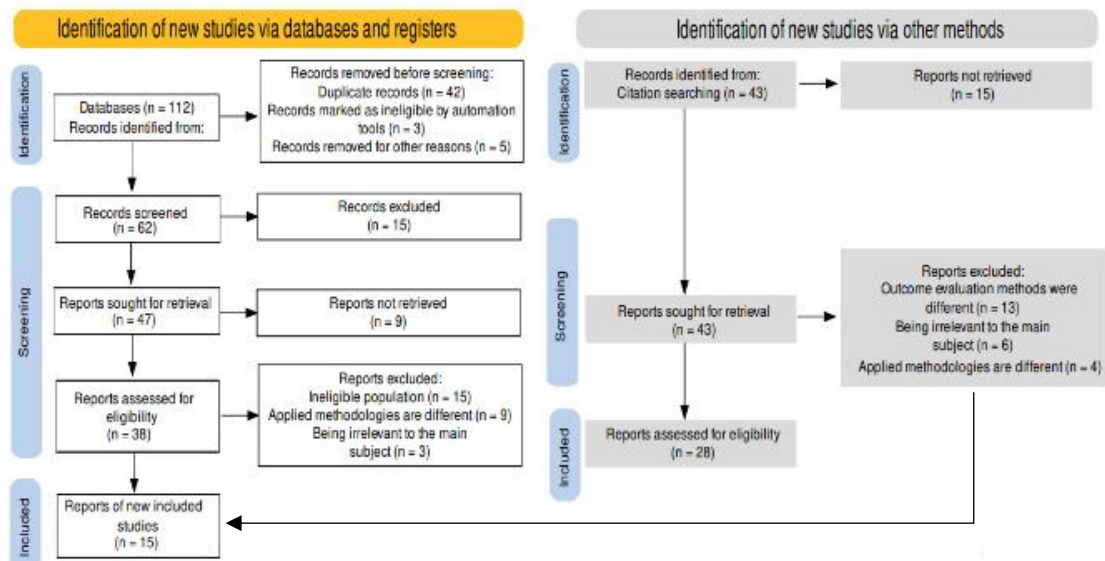 Identification of new studies via databases and registers
Identification
Databases (n = 112)
Records identified from:
Records removed before screening:
Duplicate records (n = 42)
Records marked as ineligible by automation
tools (n = 3)
Records removed for other reasons (n = 5)
Screening
Records screened
(n = 62)
Records excluded
(n = 15)
Reports sought for retrieval
(n = 47)
Reports not retrieved
(n = 9)
Reports assessed for
eligibility
(n = 38)
Reports excluded:
Ineligible population (n = 15)
Applied methodologies are different (n = 9)
Being irrelevant to the main
subject (n = 3)
Included
Reports of new included
studies
(n = 15)
Identification of new studies via other methods
Identification
Records identified from:
Citation searching (n = 43)
Reports not retrieved
(n = 15)
Screening
Reports sought for retrieval
(n = 43)
Reports excluded:
Outcome evaluation methods were
different (n = 13)
Being irrelevant to the main
subject (n = 6)
Applied methodologies are different (n = 4)
Included
Reports assessed for eligibility
(n = 28)